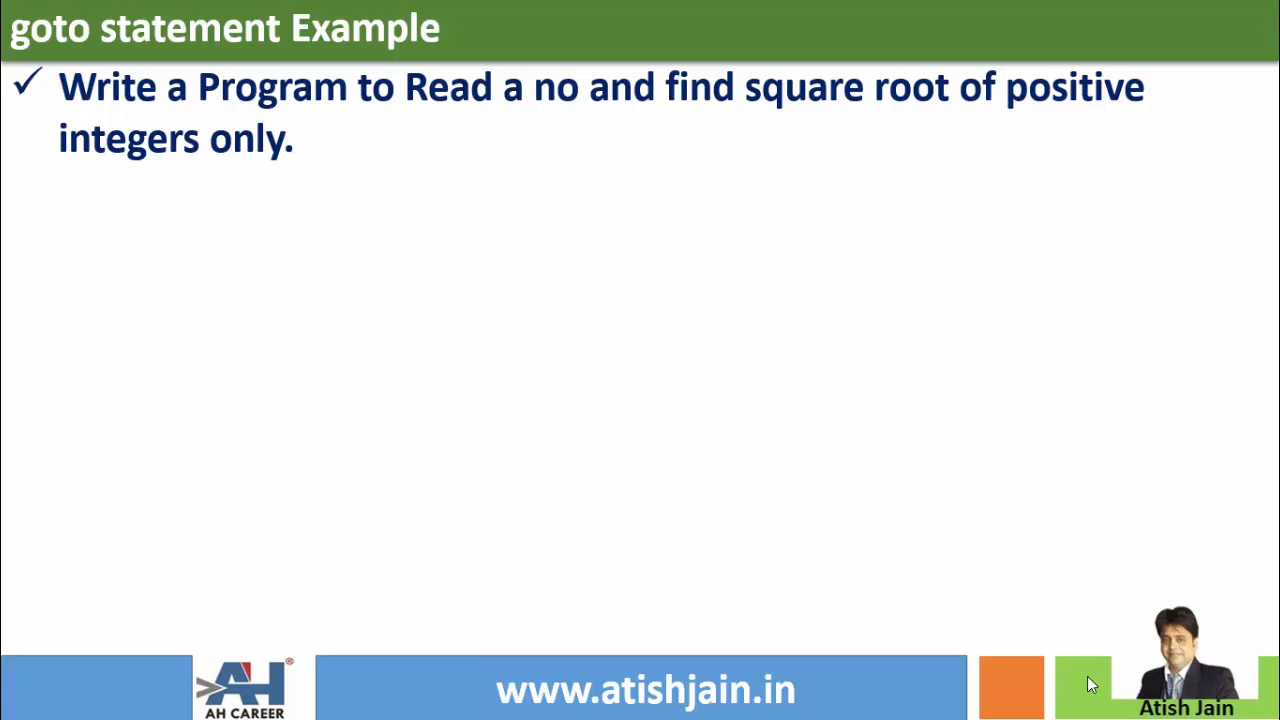 goto statement Example
✓ Write a Program to Read a no and find square root of positive
integers only.
AH
AH CAREER
www.atishjain.in
Atish Jain